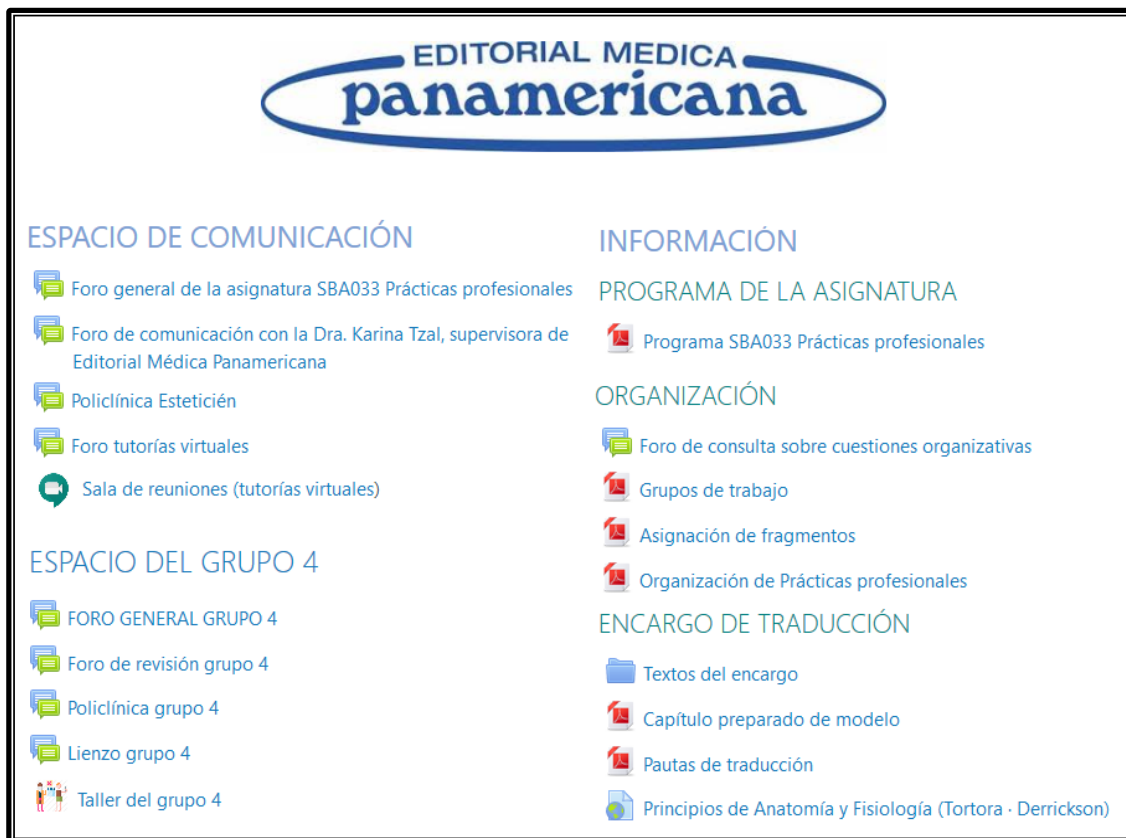 EDITORIAL MEDICA
panamericana
ESPACIO DE COMUNICACIÓN
Foro general de la asignatura SBA033 Prácticas profesionales
Foro de comunicación con la Dra. Karina Tzal, supervisora de
Editorial Médica Panamericana
Policlínica Estetición
Foro tutorías virtuales
Sala de reuniones (tutorías virtuales)
ESPACIO DEL GRUPO 4
FORO GENERAL GRUPO 4
Foro de revisión grupo 4
Policlínica grupo 4
Lienzo grupo 4
Taller del grupo 4
INFORMACIÓN
PROGRAMA DE LA ASIGNATURA
Programa SBA033 Prácticas profesionales
ORGANIZACIÓN
Foro de consulta sobre cuestiones organizativas
Grupos de trabajo
Asignación de fragmentos
Organización de Prácticas profesionales
ENCARGO DE TRADUCCIÓN
Textos del encargo
Capítulo preparado de modelo
Pautas de traducción
Principios de Anatomía y Fisiología (Tortora · Derrickson)